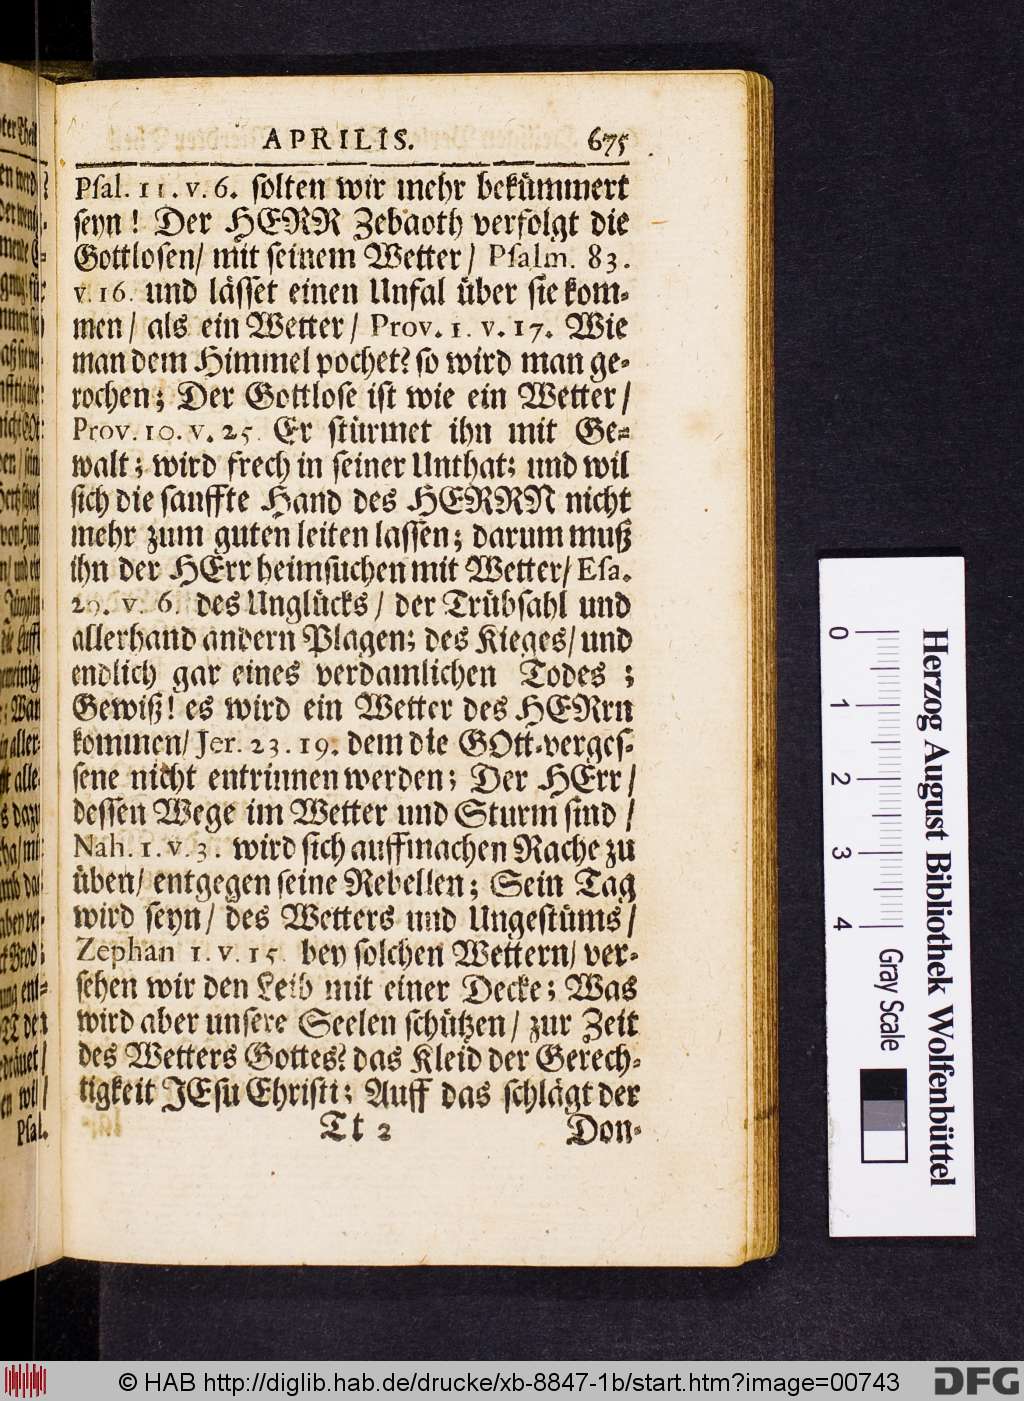 APRILIS. 675
Psal. 11. v. 6. solten wir mehr bekümmert
seyn! Der HERR Zebaoth verfolgt die
Gottlosen/ mit seinem Wetter/ Psalm. 83.
v. 16. und lässet einen Unfal über sie kom-
men/ als ein Wetter/ Prov. 1. v. 17. Wie
man dem Himmel pochet? so wird man ge-
rochen; Der Gottlose ist wie ein Wetter/
Prov. 10. v. 25. Er stürmet ihn mit Ge-
walt; wird frech in seiner Unthat; und wil
sich die sanffte Hand des HERRN nicht
mehr zum guten leiten lassen; darum muß
ihn der HErr heimsuchen mit Wetter/ Esa.
29. v. 6. des Unglücks/ der Trübsahl und
allerhand andern Plagen; des Kieges/ und
endlich gar eines verdamlichen Todes;
Gewiß! es wird ein Wetter des HERrn
kommen/ Jer. 23. 19. dem die GOtt-verges-
sene nicht entrinnen werden; Der HErr/
dessen Wege im Wetter und Sturm sind/
Nah. 1. v. 3. wird sich auffmachen Rache zu
üben/ entgegen seine Rebellen; Sein Tag
wird seyn/ des Wetters und Ungestüms/
Zephan 1. v. 15. bey solchen Wettern/ ver-
sehen wir den Leib mit einer Decke; Was
wird aber unsere Seelen schützen/ zur Zeit
des Wetters Gottes? das Kleid der Gerech-
tigkeit JEsu Christi; Auff das schlägt der
Tt 2 Don-
Psal.
0 1 2 3 4
Gray Scale
Herzog August Bibliothek Wolfenbüttel
© HAB http://diglib.hab.de/drucke/xb-8847-1b/start.htm?image=00743
DFG